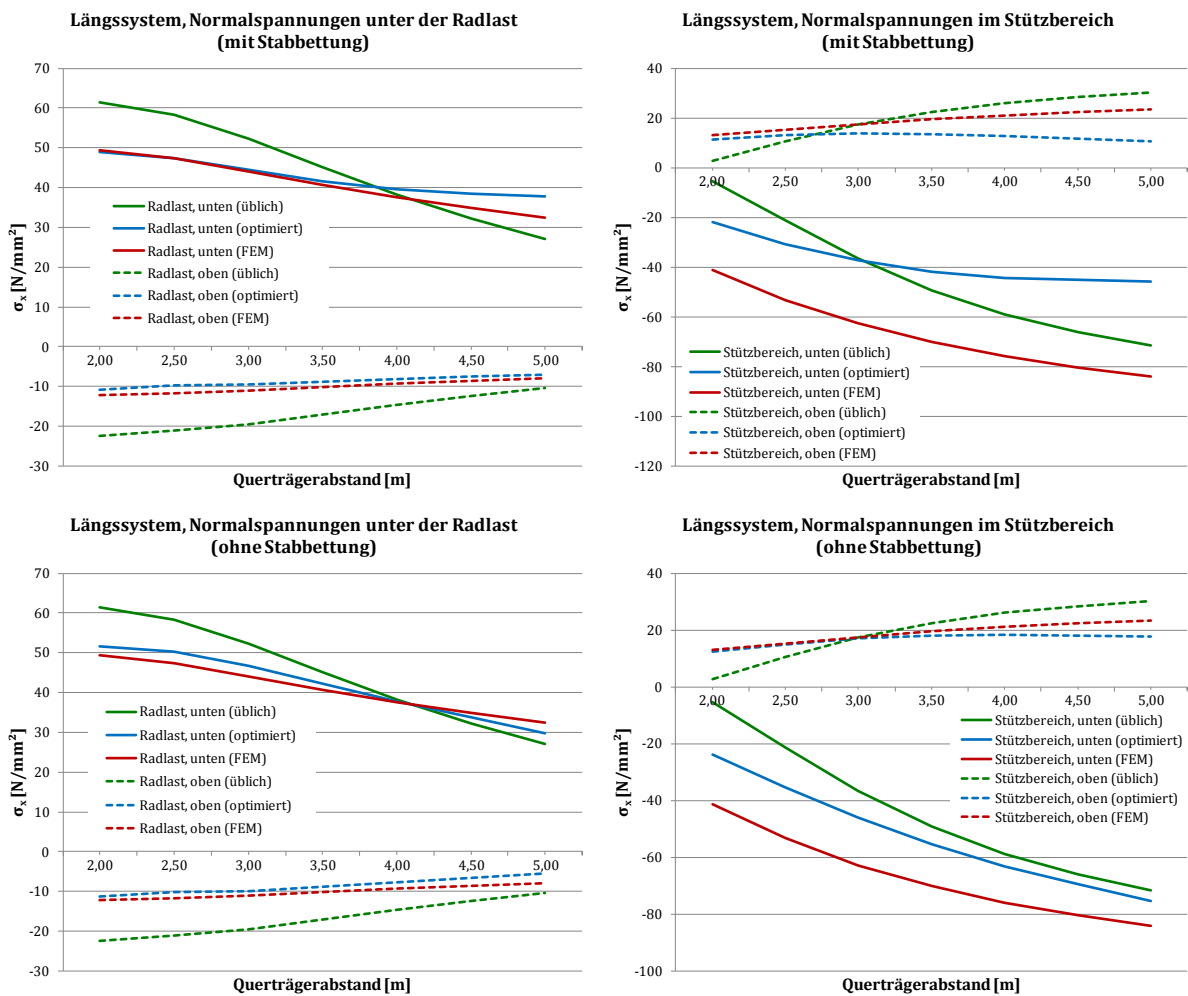 Längssystem, Normalspannungen unter der Radlast
(mit Stabbettung)
70
60
50
40
30
20
10
0
-10
-20
-30
σx [N/mm²]
2,00 2,50 3,00 3,50 4,00 4,50 5,00
Radlast, unten (üblich)
Radlast, unten (optimiert)
Radlast, unten (FEM)
Radlast, oben (üblich)
Radlast, oben (optimiert)
Radlast, oben (FEM)
Querträgerabstand [m]
Längssystem, Normalspannungen im Stützbereich
(mit Stabbettung)
40
20
0
-20
-40
-60
-80
-100
-120
σx [N/mm²]
2,00 2,50 3,00 3,50 4,00 4,50 5,00
Stützbereich, unten (üblich)
Stützbereich, unten (optimiert)
Stützbereich, unten (FEM)
Stützbereich, oben (üblich)
Stützbereich, oben (optimiert)
Stützbereich, oben (FEM)
Querträgerabstand [m]
Längssystem, Normalspannungen unter der Radlast
(ohne Stabbettung)
70
60
50
40
30
20
10
0
-10
-20
-30
σx [N/mm²]
2,00 2,50 3,00 3,50 4,00 4,50 5,00
Radlast, unten (üblich)
Radlast, unten (optimiert)
Radlast, unten (FEM)
Radlast, oben (üblich)
Radlast, oben (optimiert)
Radlast, oben (FEM)
Querträgerabstand [m]
Längssystem, Normalspannungen im Stützbereich
(ohne Stabbettung)
40
20
0
-20
-40
-60
-80
-100
σx [N/mm²]
2,00 2,50 3,00 3,50 4,00 4,50 5,00
Stützbereich, unten (üblich)
Stützbereich, unten (optimiert)
Stützbereich, unten (FEM)
Stützbereich, oben (üblich)
Stützbereich, oben (optimiert)
Stützbereich, oben (FEM)
Querträgerabstand [m]